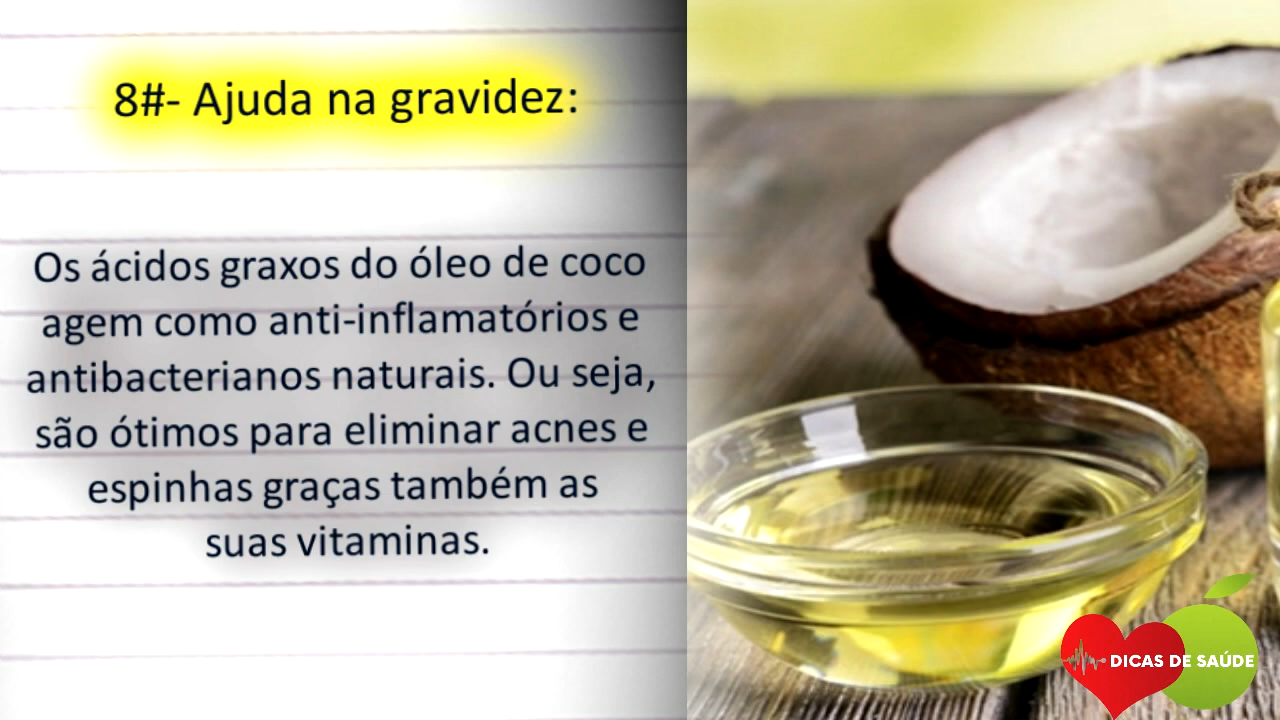 8#- Ajuda na gravidez:
Os ácidos graxos do óleo de coco
agem como anti-inflamatórios e
antibacterianos naturais. Ou seja,
são ótimos para eliminar acnes e
espinhas graças também as
suas vitaminas.
DICAS DE SAÚDE